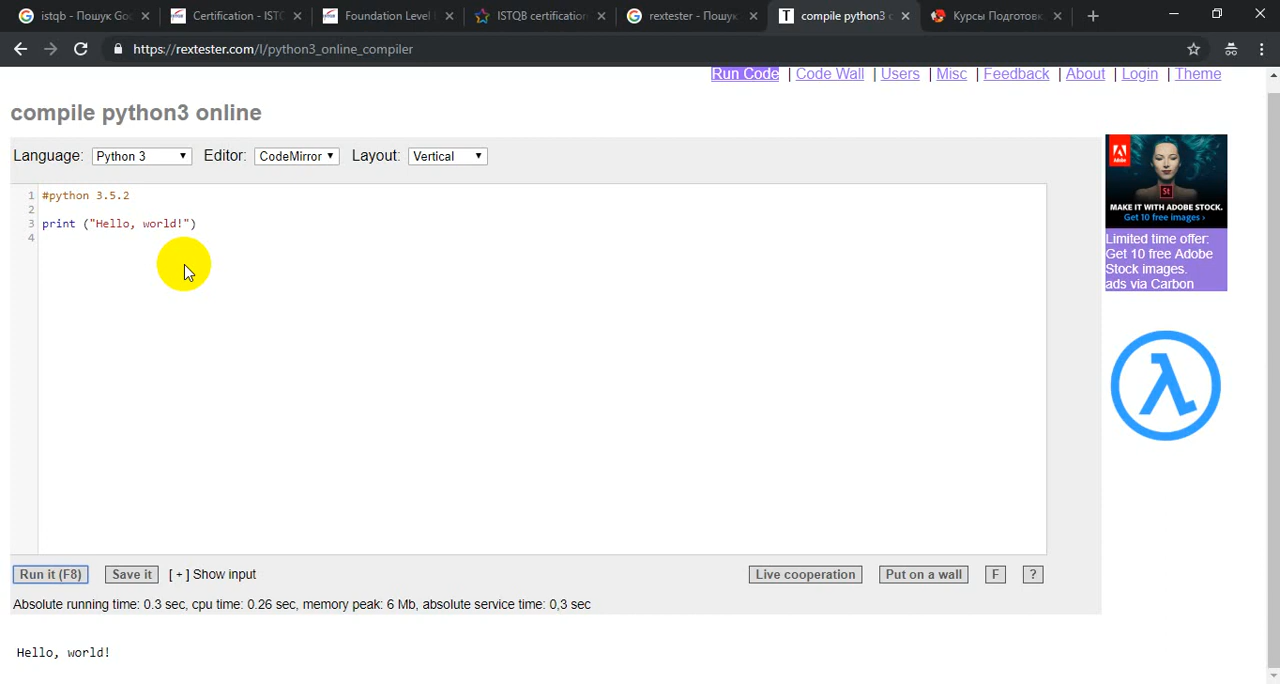 istqb - Пошук Goo
Certification - ISTQ
Foundation Level
ISTQB certification
rextester - Пошук
compile python3 o
Курсы Подготовк
https://rextester.com/l/python3_online_compiler
Run Code | Code Wall | Users | Misc | Feedback | About | Login | Theme
compile python3 online
Language: Python 3 Editor: CodeMirror Layout: Vertical
1 #python 3.5.2
2
3 print ("Hello, world!")
4
MAKE IT WITH ADOBE STOCK.
Get 10 free images ›
Limited time offer:
Get 10 free Adobe
Stock images.
ads via Carbon
Run it (F8) Save it [ + ] Show input Live cooperation Put on a wall F ?
Absolute running time: 0.3 sec, cpu time: 0.26 sec, memory peak: 6 Mb, absolute service time: 0,3 sec
Hello, world!